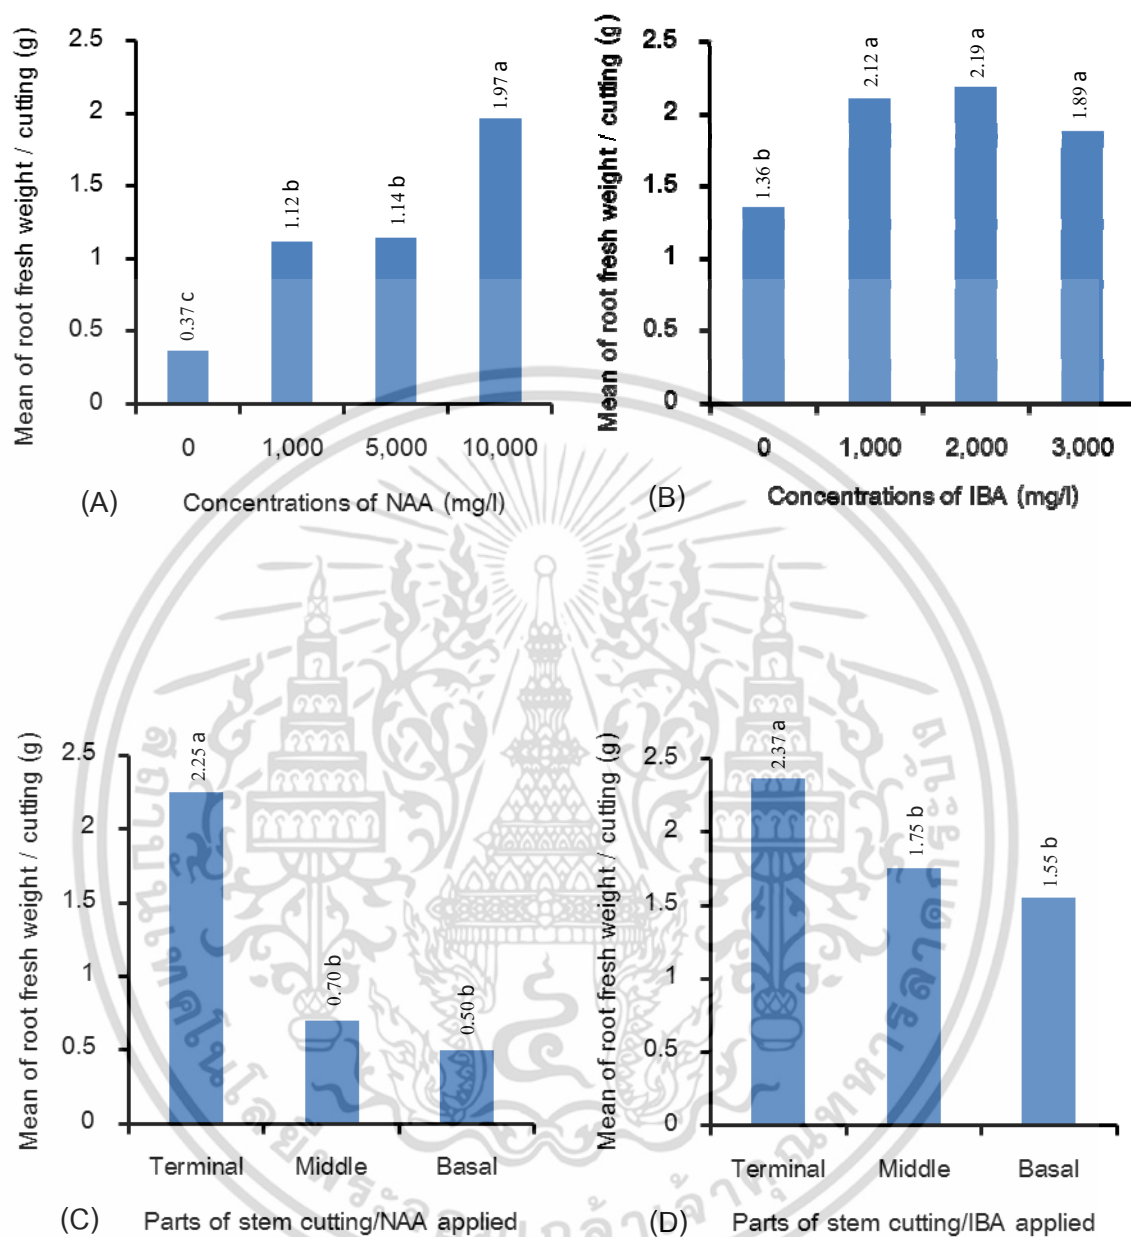 Mean of root fresh weight / cutting (g)
2.5
2
1.5
1
0.5
0
0.37 c
1.12 b
1.14 b
1.97 a
0
1,000
5,000
10,000
(A)
Concentrations of NAA (mg/l)
Mean of root fresh weight / cutting (g)
2.5
2
1.5
1
0.5
0
1.36 b
2.12 a
2.19 a
1.89 a
0
1,000
2,000
3,000
(B)
Concentrations of IBA (mg/l)
Mean of root fresh weight / cutting (g)
2.5
2
1.5
1
0.5
0
2.25 a
0.70 b
0.50 b
Terminal
Middle
Basal
(C)
Parts of stem cutting/NAA applied
Mean of root fresh weight / cutting (g)
2.5
2
1.5
1
0.5
0
2.37 a
1.75 b
1.55 b
Terminal
Middle
Basal
(D)
Parts of stem cutting/IBA applied